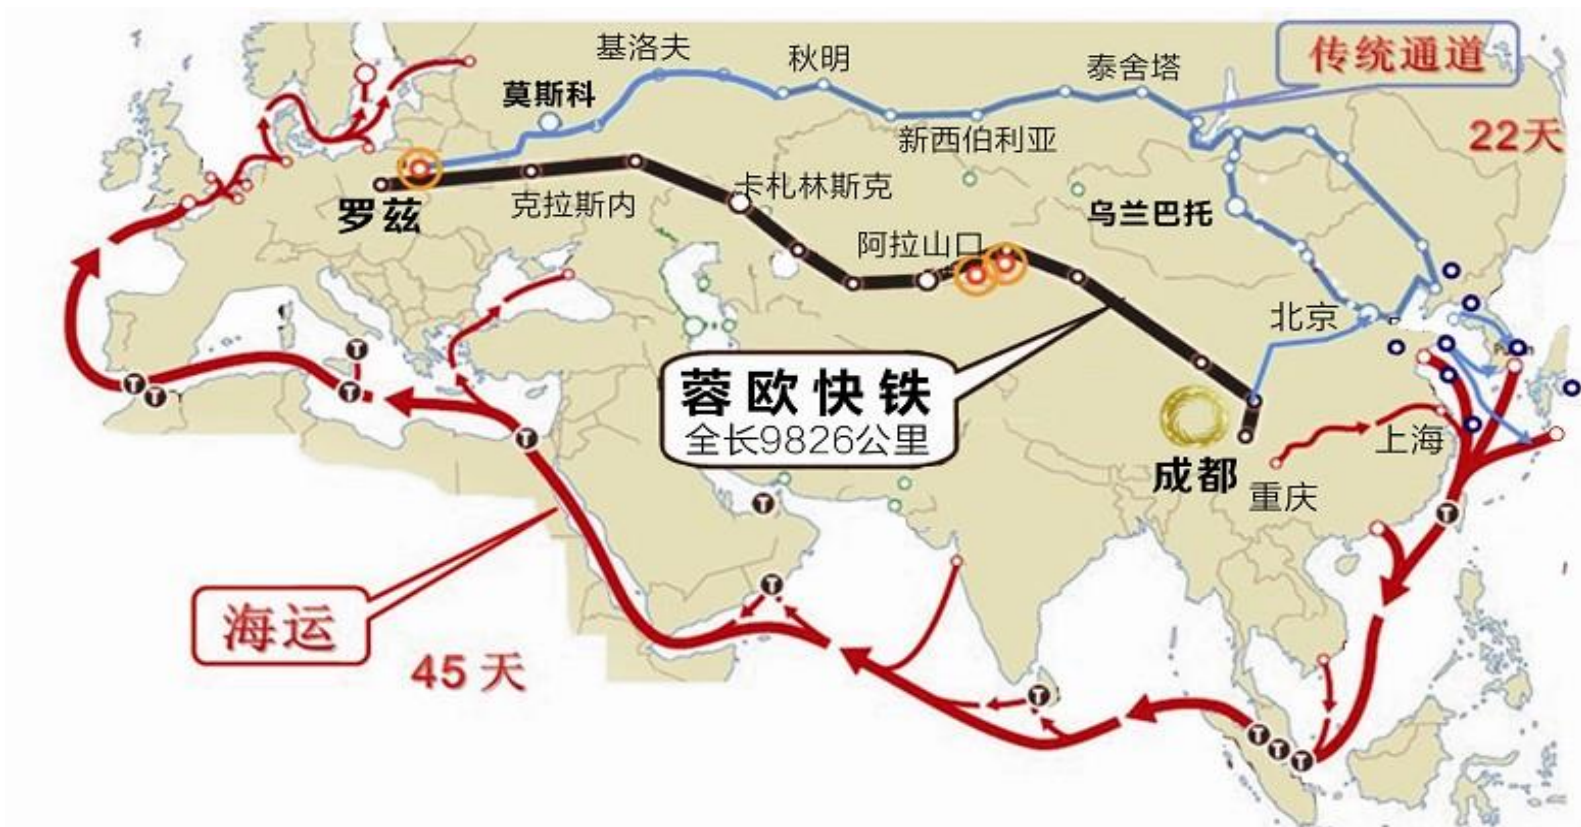 传统通道
基洛夫
秋明
泰舍塔
莫斯科
22天
新西伯利亚
卡札林斯克
克拉斯内
罗兹
乌兰巴托
阿拉山口
北京
蓉欧快铁
全长9826公里
上海
成都
重庆
海运
45天
T
T
T
T
T
T
T
T
T
T
T
T